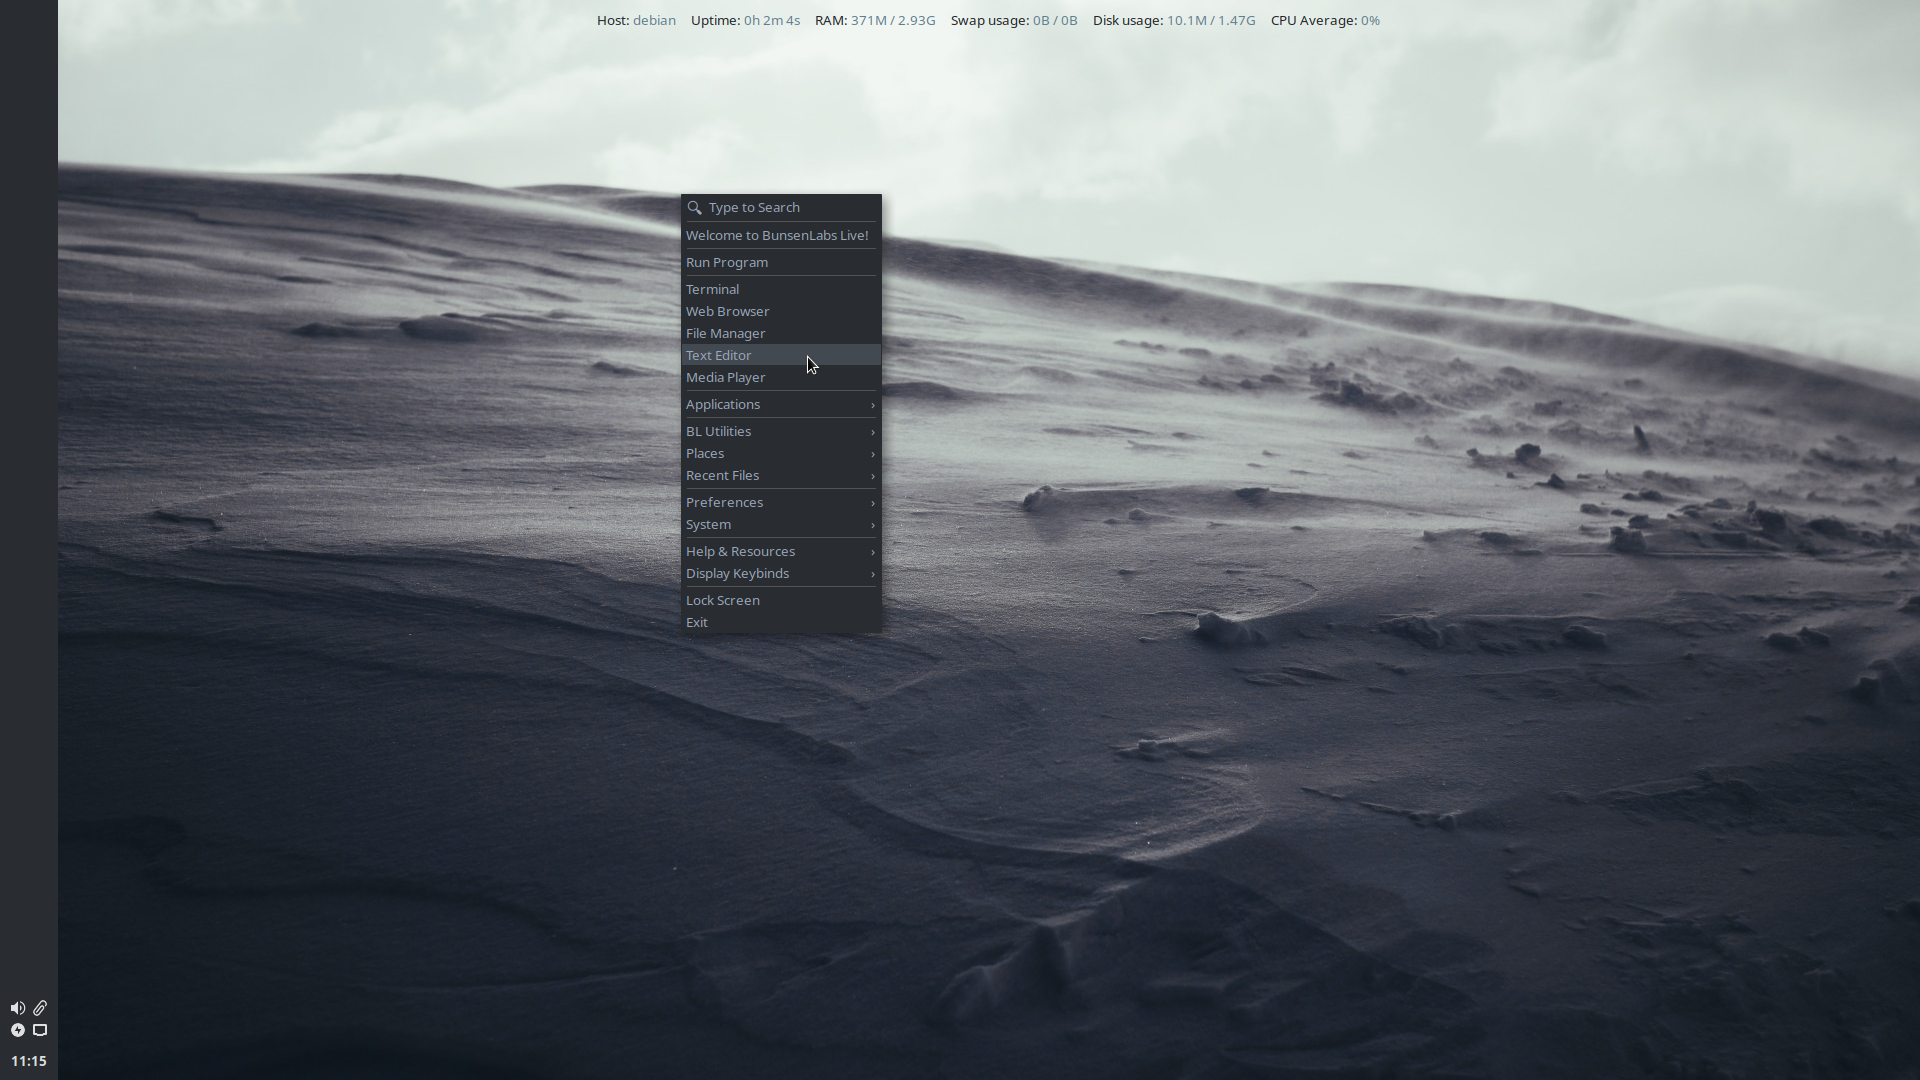 Host: debian Uptime: 0h 2m 4s RAM: 371M / 2.93G Swap usage: 0B / 0B Disk usage: 10.1M / 1.47G CPU Average: 0%
Type to Search
Welcome to BunsenLabs Live!
Run Program
Terminal
Web Browser
File Manager
Text Editor
Media Player
Applications ›
BL Utilities ›
Places ›
Recent Files ›
Preferences ›
System ›
Help & Resources ›
Display Keybinds ›
Lock Screen
Exit
11:15